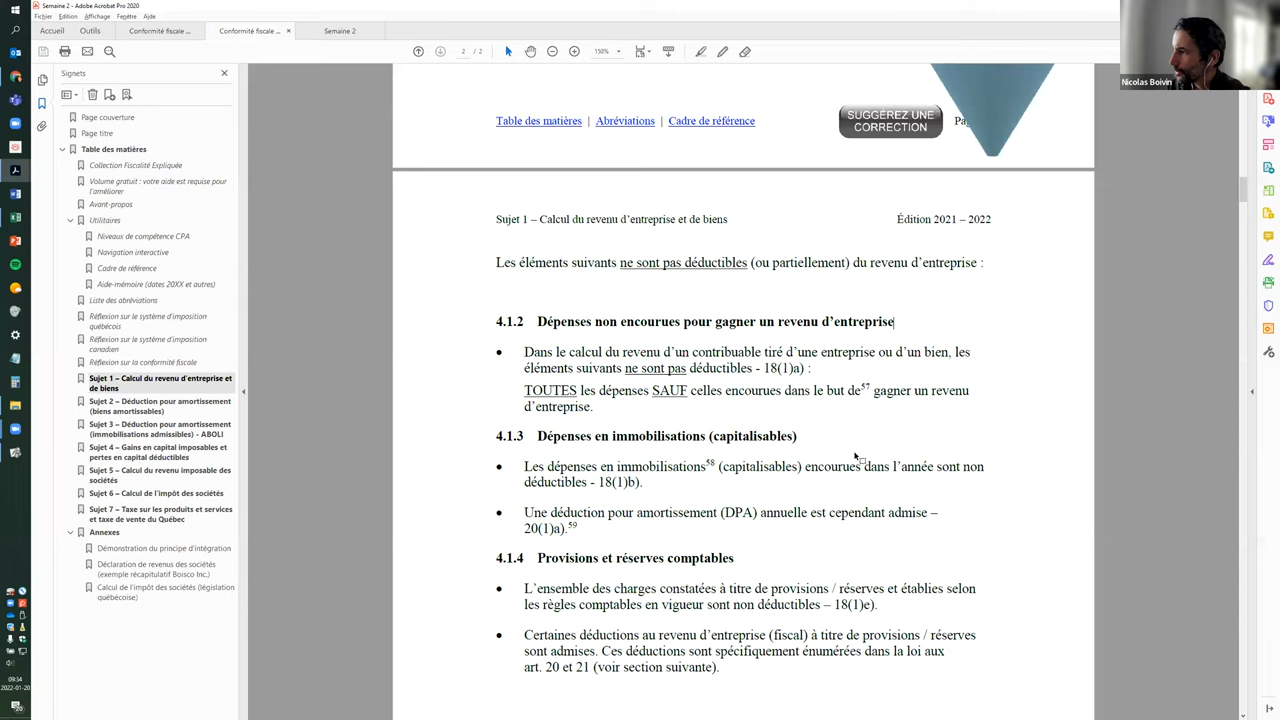 Semaine 2 - Adobe Acrobat Pro 2020
Fichier Edition Affichage Fenêtre Aide
Accueil Outils Conformité fiscale ... Conformité fiscale ... × Semaine 2
2 / 2 150%
Signets
Page couverture
Page titre
Table des matières
Collection Fiscalité Expliquée
Volume gratuit : votre aide est requise pour
l'améliorer
Avant-propos
Utilitaires
Niveaux de compétence CPA
Navigation interactive
Cadre de référence
Aide-mémoire (dates 20XX et autres)
Liste des abréviations
Réflexion sur le système d'imposition
québécois
Réflexion sur le système d'imposition
canadien
Réflexion sur la conformité fiscale
Sujet 1 – Calcul du revenu d'entreprise et
de biens
Sujet 2 – Déduction pour amortissement
(biens amortissables)
Sujet 3 – Déduction pour amortissement
(immobilisations admissibles) - ABOLI
Sujet 4 – Gains en capital imposables et
pertes en capital déductibles
Sujet 5 – Calcul du revenu imposable des
sociétés
Sujet 6 – Calcul de l'impôt des sociétés
Sujet 7 – Taxe sur les produits et services
et taxe de vente du Québec
Annexes
Démonstration du principe d'intégration
Déclaration de revenus des sociétés
(exemple récapitulatif Boisco Inc.)
Calcul de l'impôt des sociétés (législation
québécoise)
Table des matières | Abréviations | Cadre de référence
SUGGÉREZ UNE
CORRECTION
Sujet 1 – Calcul du revenu d'entreprise et de biens Édition 2021 – 2022
Les éléments suivants ne sont pas déductibles (ou partiellement) du revenu d'entreprise :
4.1.2 Dépenses non encourues pour gagner un revenu d'entreprise
• Dans le calcul du revenu d'un contribuable tiré d'une entreprise ou d'un bien, les
éléments suivants ne sont pas déductibles - 18(1)a) :
TOUTES les dépenses SAUF celles encourues dans le but de57 gagner un revenu
d'entreprise.
4.1.3 Dépenses en immobilisations (capitalisables)
• Les dépenses en immobilisations58 (capitalisables) encourues dans l'année sont non
déductibles - 18(1)b).
• Une déduction pour amortissement (DPA) annuelle est cependant admise –
20(1)a).59
4.1.4 Provisions et réserves comptables
• L'ensemble des charges constatées à titre de provisions / réserves et établies selon
les règles comptables en vigueur sont non déductibles – 18(1)e).
• Certaines déductions au revenu d'entreprise (fiscal) à titre de provisions / réserves
sont admises. Ces déductions sont spécifiquement énumérées dans la loi aux
art. 20 et 21 (voir section suivante).
Nicolas Boivin
09:34
2022-01-20